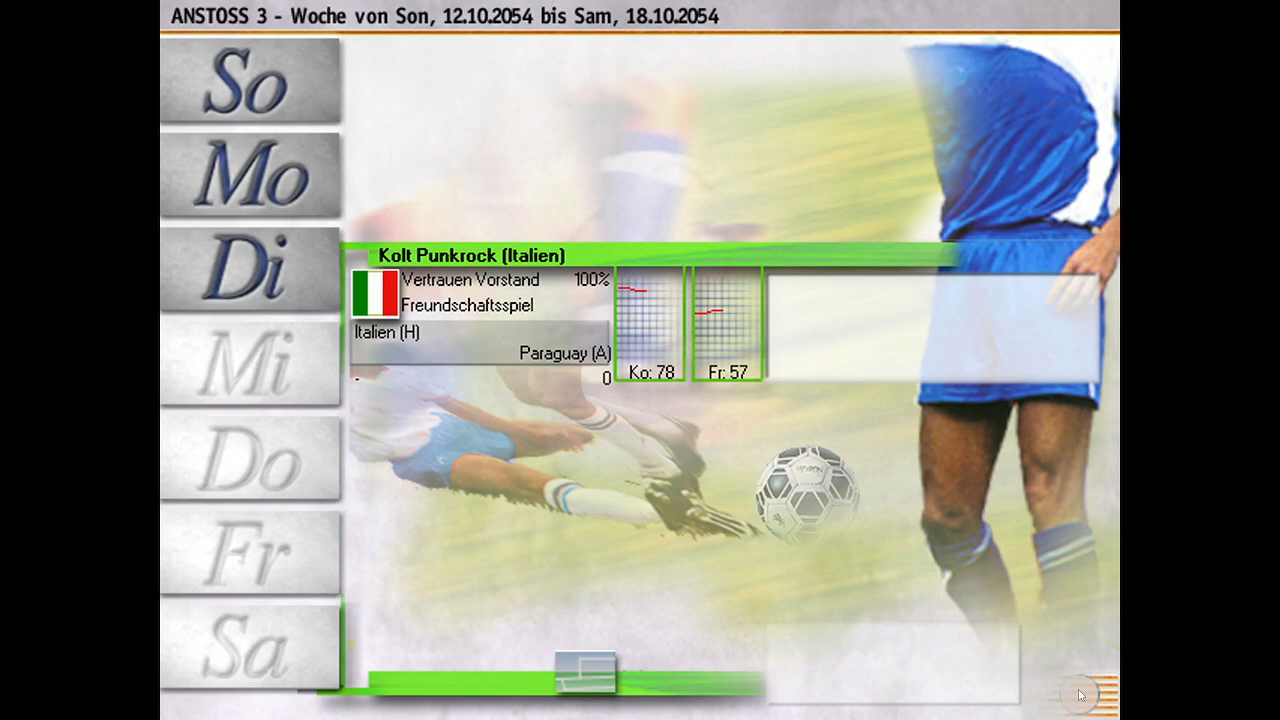 ANSTOSS 3 - Woche von Son, 12.10.2054 bis Sam, 18.10.2054
So
Mo
Di
Mi
Do
Fr
Sa
Kolt Punkrock (Italien)
Vertrauen Vorstand 100%
Freundschaftsspiel
Italien (H)
Paraguay (A)
- 0
Ko: 78
Fr: 57